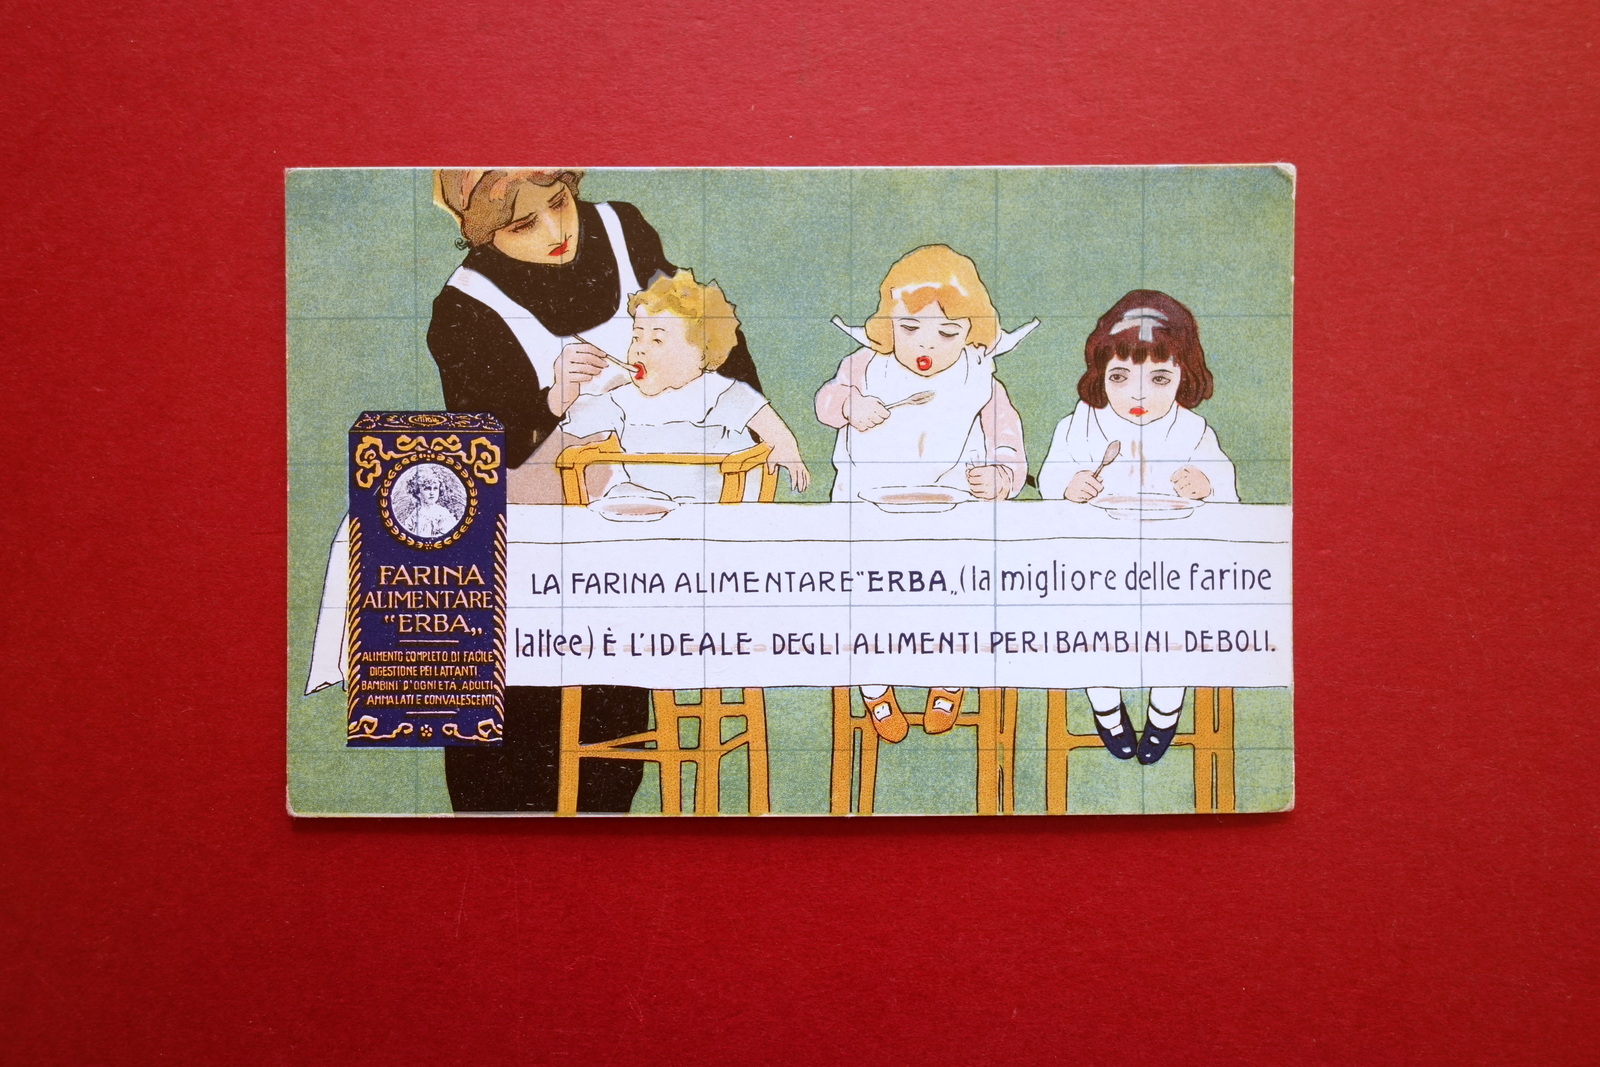 FARINA
ALIMENTARE
"ERBA„
ALIMENTO COMPLETO DI FACILE
DIGESTIONE PEI LATTANTI.
BAMBINI D'OGNI ETÀ. ADULTI
AMMALATI E CONVALESCENTI
LA FARINA ALIMENTARE "ERBA„ (la migliore delle farine
lattee) È L'IDEALE DEGLI ALIMENTI PER I BAMBINI DEBOLI.